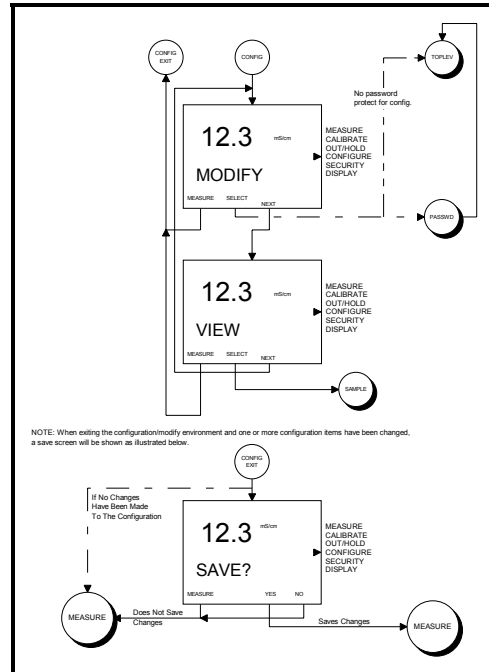 CONFIG
EXIT
CONFIG
TOPLEV
No password
protect for config.
12.3 mS/cm
MODIFY
MEASURE SELECT NEXT
MEASURE
CALIBRATE
OUT/HOLD
CONFIGURE
SECURITY
DISPLAY
PASSWD
12.3 mS/cm
VIEW
MEASURE SELECT NEXT
MEASURE
CALIBRATE
OUT/HOLD
CONFIGURE
SECURITY
DISPLAY
SAMPLE
NOTE: When exiting the configuration/modify environment and one or more configuration items have been changed,
a save screen will be shown as illustrated below.
CONFIG
EXIT
If No Changes
Have Been Made
To The Configuration
12.3 mS/cm
SAVE?
MEASURE YES NO
MEASURE
CALIBRATE
OUT/HOLD
CONFIGURE
SECURITY
DISPLAY
MEASURE
Does Not Save
Changes
Saves Changes
MEASURE